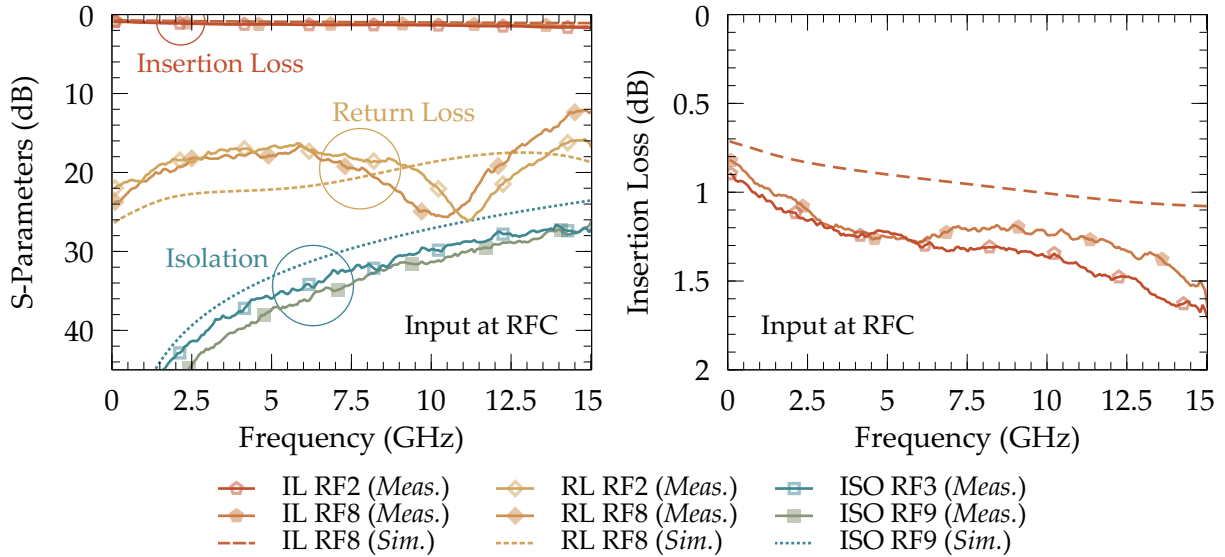 S-Parameters (dB)
0
10
20
30
40
Insertion Loss
Return Loss
Isolation
Input at RFC
0 2.5 5 7.5 10 12.5 15
Frequency (GHz)
Insertion Loss (dB)
0
0.5
1
1.5
2
Input at RFC
0 2.5 5 7.5 10 12.5 15
Frequency (GHz)
IL RF2 (Meas.) RL RF2 (Meas.) ISO RF3 (Meas.)
IL RF8 (Meas.) RL RF8 (Meas.) ISO RF9 (Meas.)
IL RF8 (Sim.) RL RF8 (Sim.) ISO RF9 (Sim.)